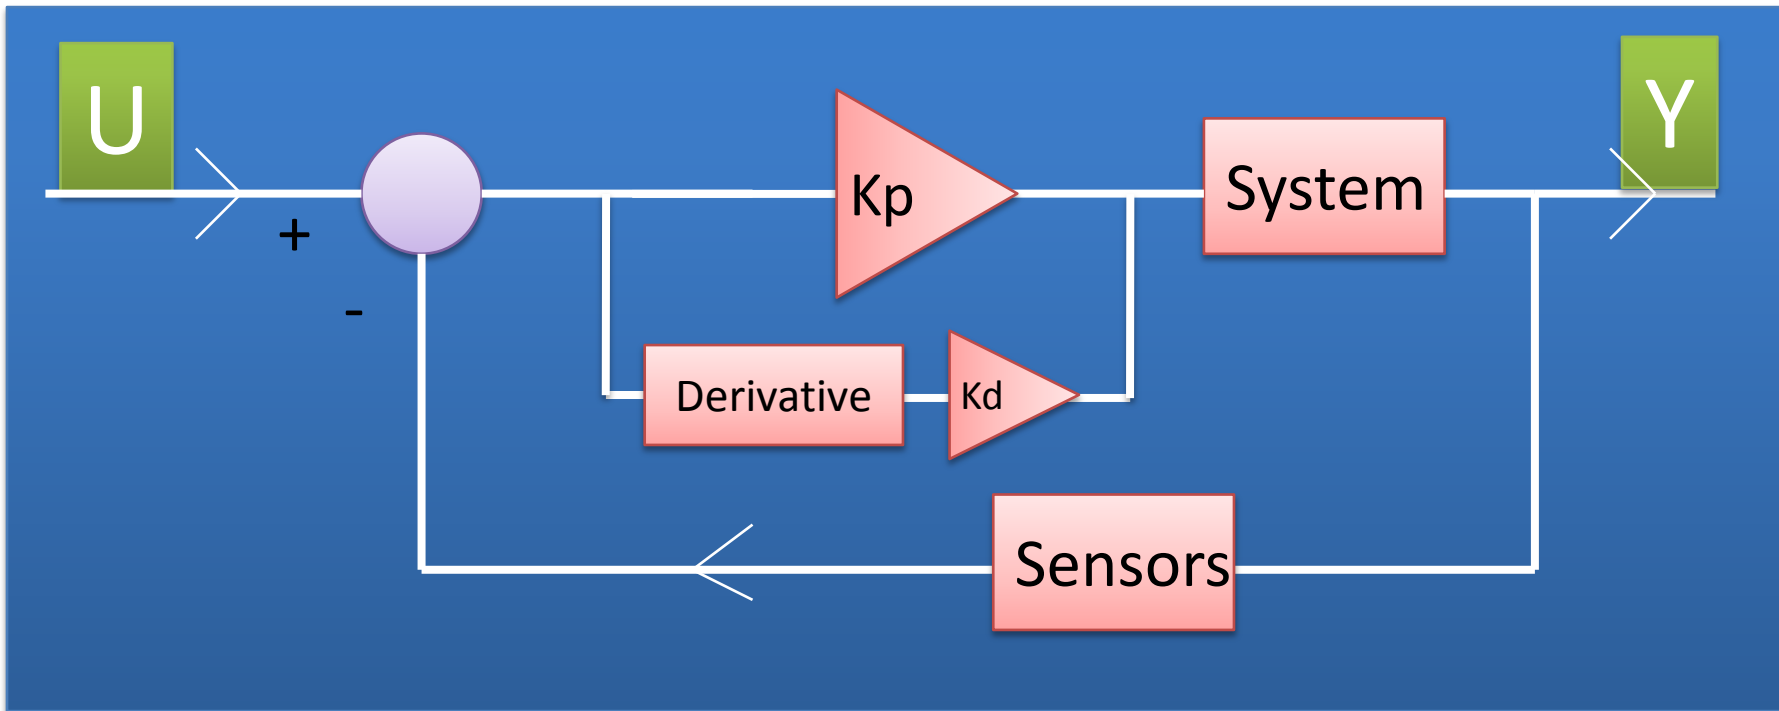 U
Y
Kp
System
+
-
Derivative
Kd
Sensors